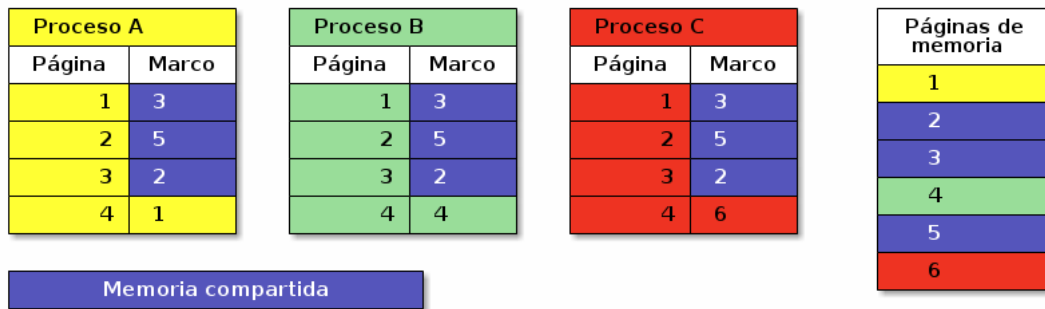 Proceso A
Página Marco
1 3
2 5
3 2
4 1
Proceso B
Página Marco
1 3
2 5
3 2
4 4
Proceso C
Página Marco
1 3
2 5
3 2
4 6
Páginas de
memoria
1
2
3
4
5
6
Memoria compartida